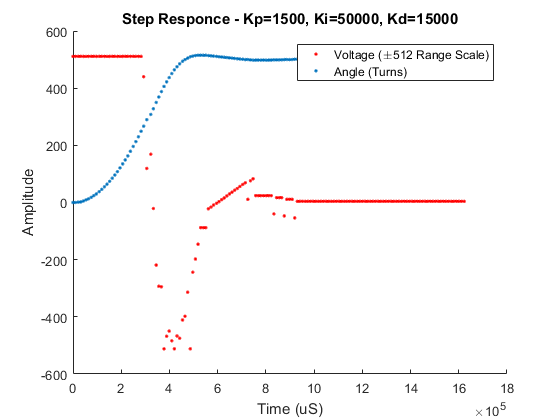 Step Responce - Kp=1500, Ki=50000, Kd=15000
600
400
200
0
-200
-400
-600
Amplitude
Voltage (±512 Range Scale)
Angle (Turns)
0 2 4 6 8 10 12 14 16 18
×10^5
Time (uS)